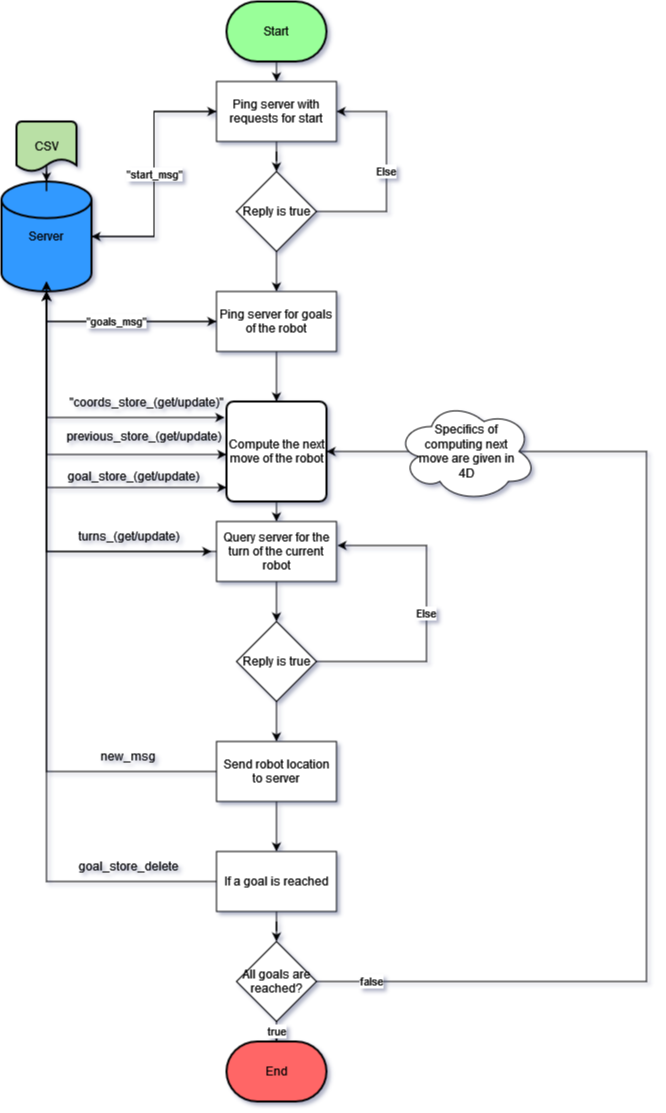 Start
Ping server with
requests for start
CSV
"start_msg"
Else
Reply is true
Server
Ping server for goals
of the robot
"goals_msg"
"coords_store_(get/update)"
previous_store_(get/update)
goal_store_(get/update)
Compute the next
move of the robot
Specifics of
computing next
move are given in
4D
turns_(get/update)
Query server for the
turn of the current
robot
Else
Reply is true
new_msg
Send robot location
to server
goal_store_delete
If a goal is reached
All goals are
reached?
false
true
End